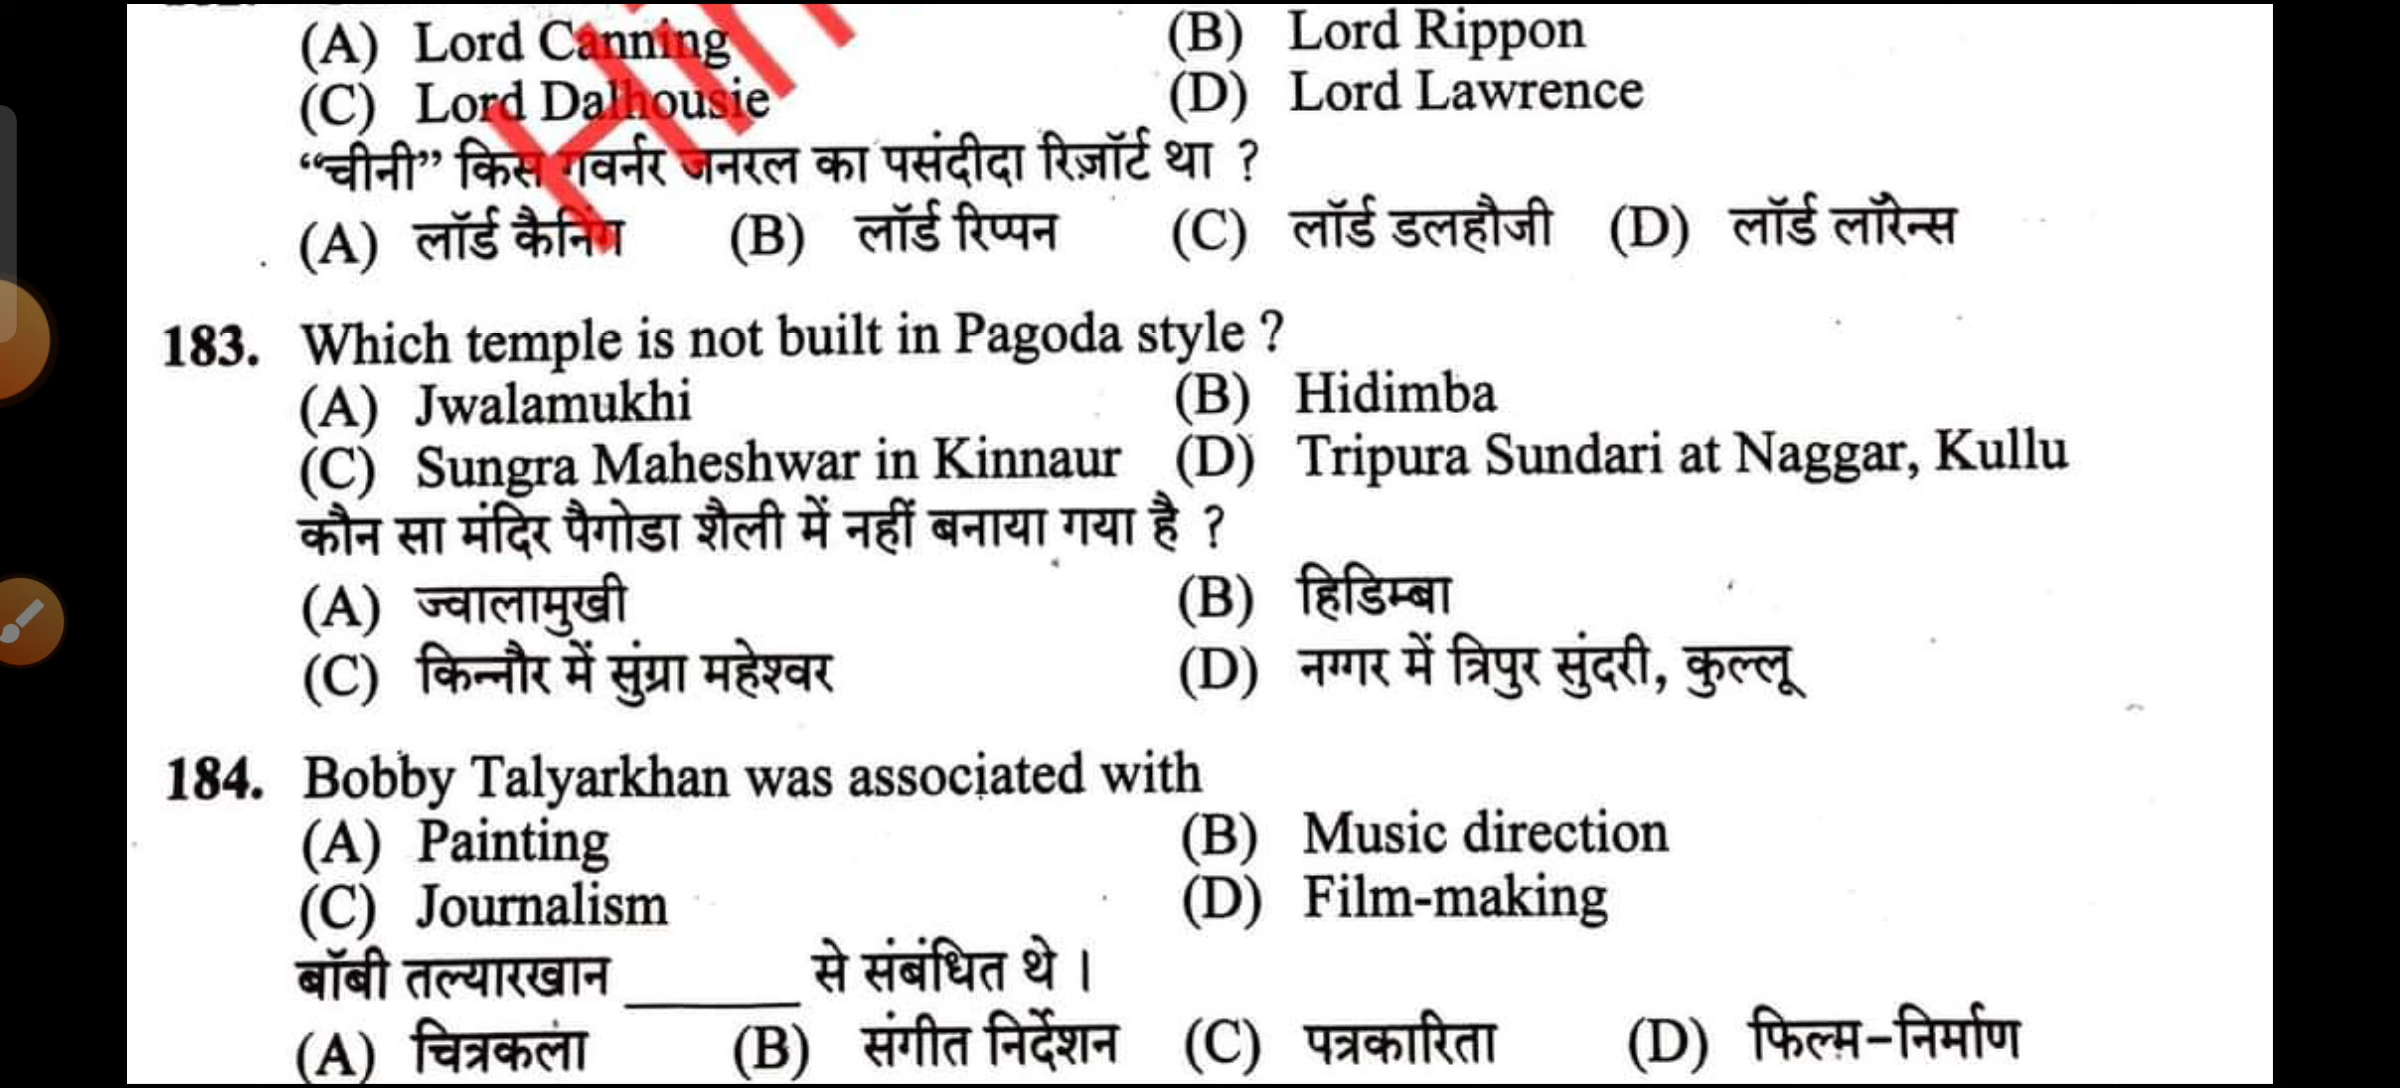 (A) Lord Canning (B) Lord Rippon
(C) Lord Dalhousie (D) Lord Lawrence
“चीनी” किस गवर्नर जनरल का पसंदीदा रिज़ॉर्ट था ?
(A) लॉर्ड कैनिंग (B) लॉर्ड रिप्पन (C) लॉर्ड डलहौजी (D) लॉर्ड लॉरेन्स
183. Which temple is not built in Pagoda style ?
(A) Jwalamukhi (B) Hidimba
(C) Sungra Maheshwar in Kinnaur (D) Tripura Sundari at Naggar, Kullu
कौन सा मंदिर पैगोडा शैली में नहीं बनाया गया है ?
(A) ज्वालामुखी (B) हिडिम्बा
(C) किन्नौर में सुंग्रा महेश्वर (D) नग्गर में त्रिपुर सुंदरी, कुल्लू
184. Bobby Talyarkhan was associated with
(A) Painting (B) Music direction
(C) Journalism (D) Film-making
बॉबी तल्यारखान ______ से संबंधित थे ।
(A) चित्रकला (B) संगीत निर्देशन (C) पत्रकारिता (D) फिल्म-निर्माण